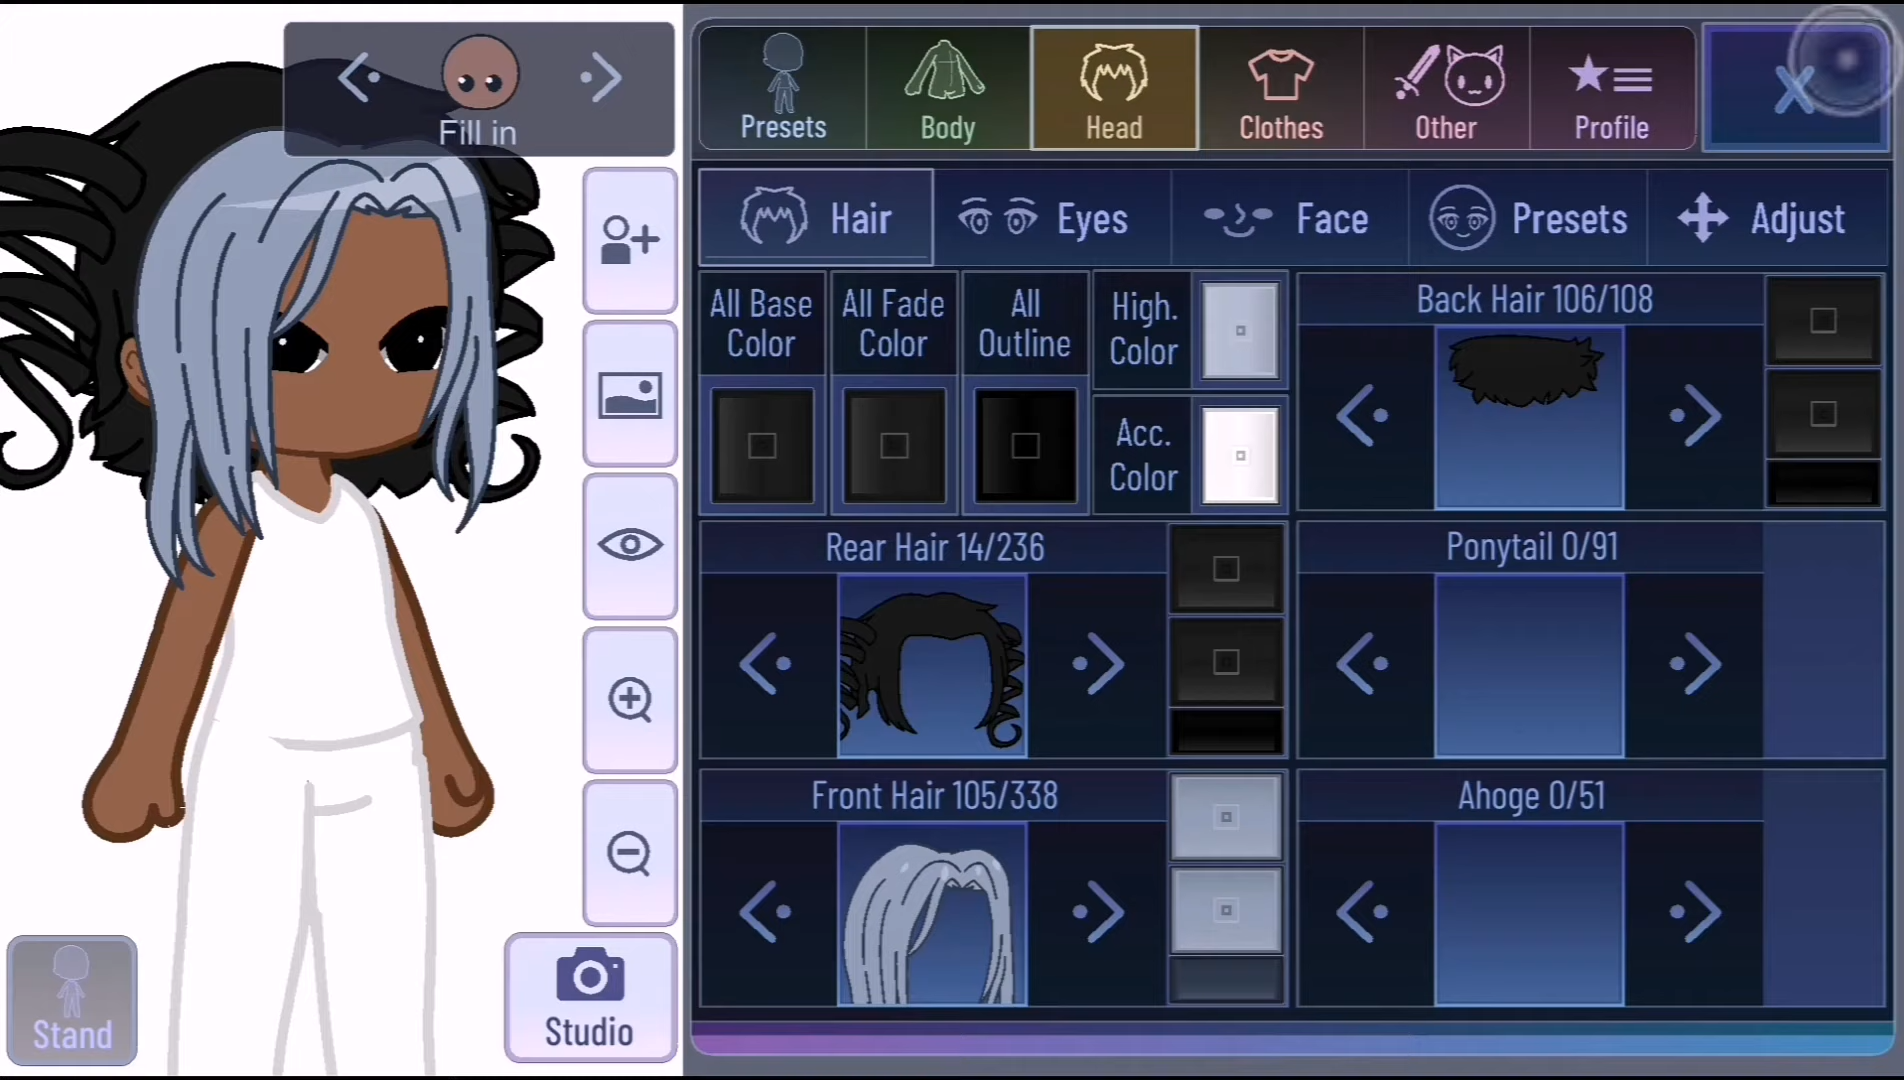 Fill in
Presets
Body
Head
Clothes
Other
Profile
X
Hair
Eyes
Face
Presets
Adjust
All Base
Color
All Fade
Color
All
Outline
High.
Color
Acc.
Color
Back Hair 106/108
Rear Hair 14/236
Ponytail 0/91
Front Hair 105/338
Ahoge 0/51
Stand
Studio